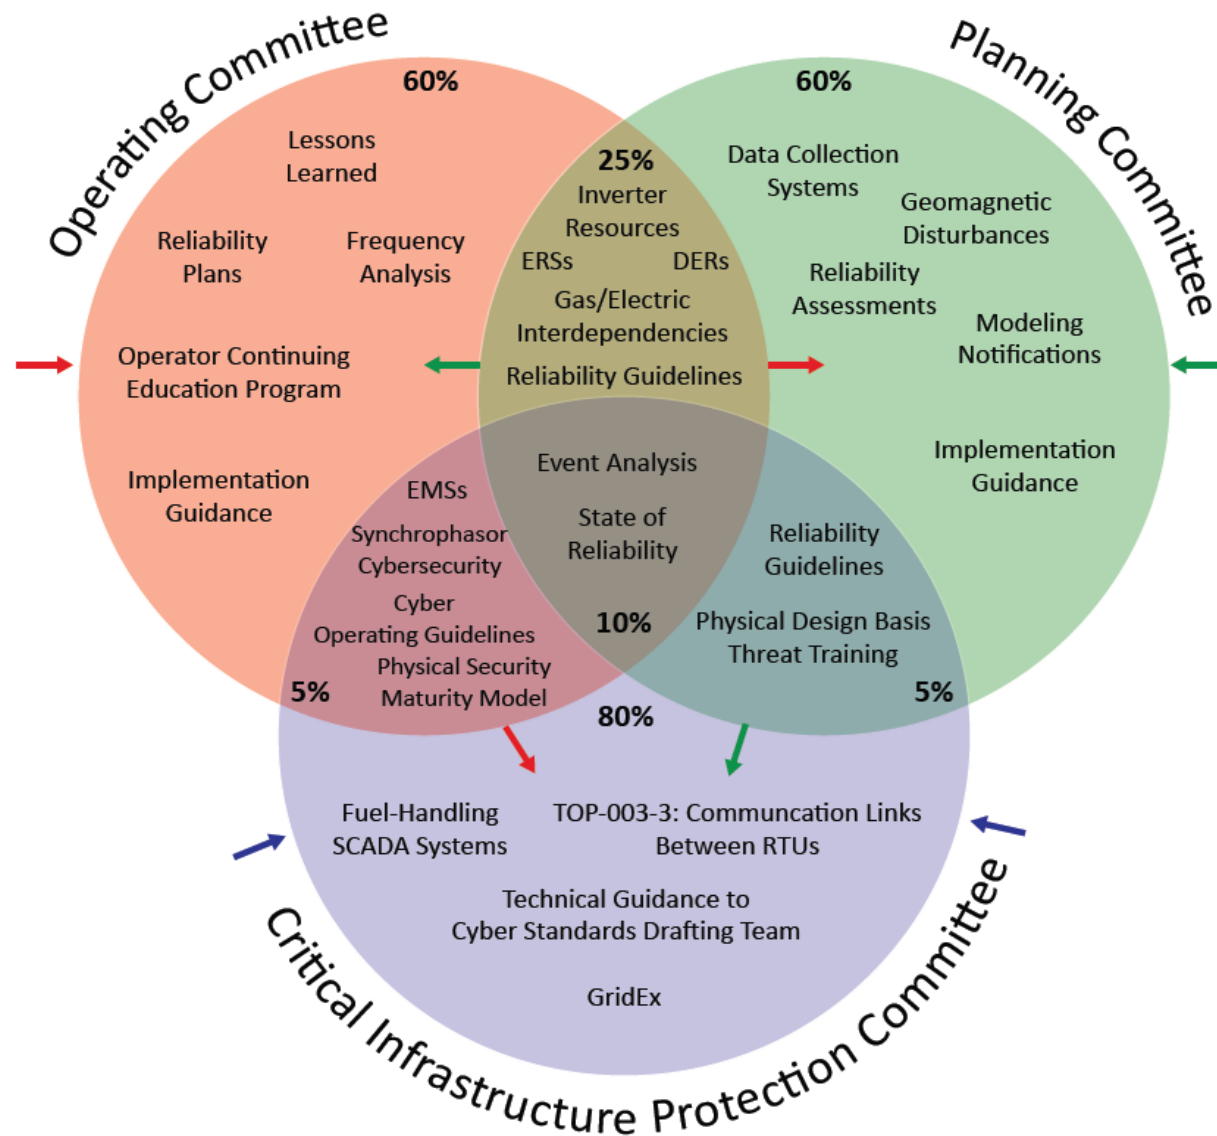 Operating Committee
Planning Committee
60%
Lessons
Learned
Reliability
Plans
Frequency
Analysis
Operator Continuing
Education Program
Implementation
Guidance
25%
Inverter
Resources
ERSs
DERs
Gas/Electric
Interdependencies
Reliability Guidelines
60%
Data Collection
Systems
Geomagnetic
Disturbances
Reliability
Assessments
Modeling
Notifications
Implementation
Guidance
Event Analysis
State of
Reliability
10%
EMSs
Synchrophasor
Cybersecurity
Cyber
Operating Guidelines
Physical Security
Maturity Model
5%
Reliability
Guidelines
Physical Design Basis
Threat Training
5%
80%
Fuel-Handling
SCADA Systems
TOP-003-3: Communcation Links
Between RTUs
Technical Guidance to
Cyber Standards Drafting Team
GridEx
Critical Infrastructure Protection Committee